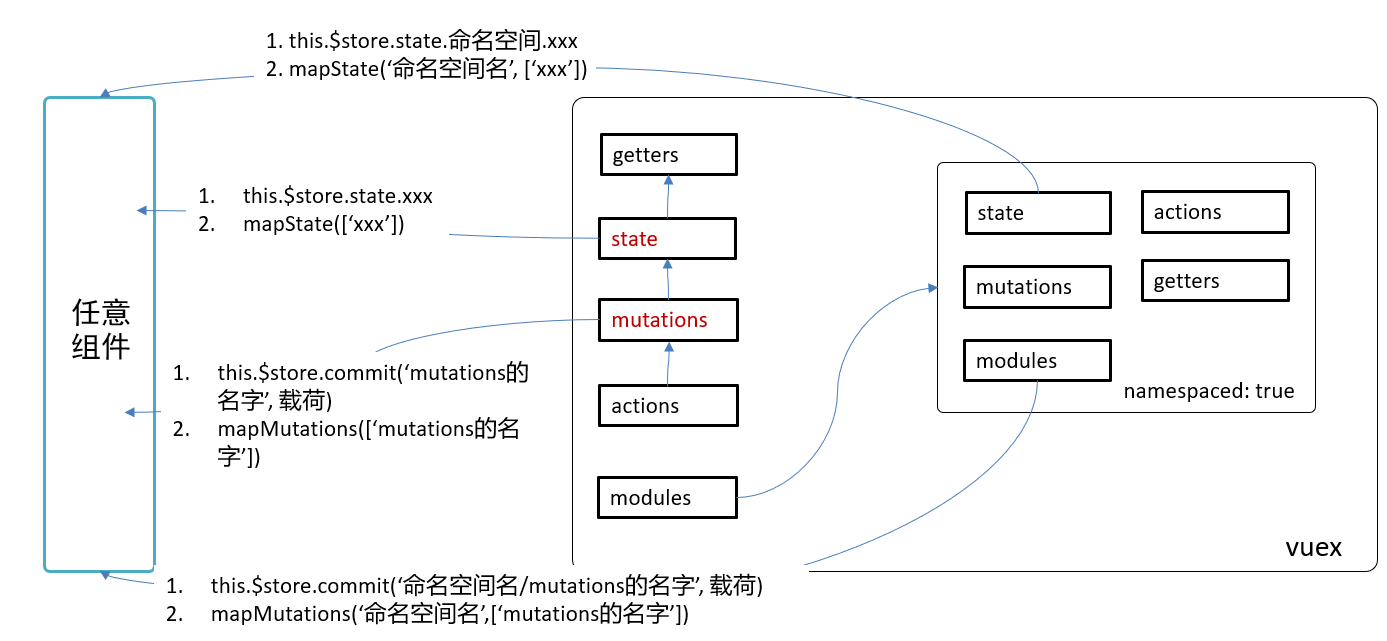 1. this.$store.state.命名空间.xxx
2. mapState(‘命名空间名’, [‘xxx’])
getters
state
actions
1. this.$store.state.xxx
2. mapState([‘xxx’])
state
mutations
getters
任意
组件
mutations
modules
namespaced: true
1. this.$store.commit(‘mutations的
名字’, 载荷)
2. mapMutations([‘mutations的名
字’])
actions
modules
vuex
1. this.$store.commit(‘命名空间名/mutations的名字’, 载荷)
2. mapMutations(‘命名空间名’,[‘mutations的名字’])